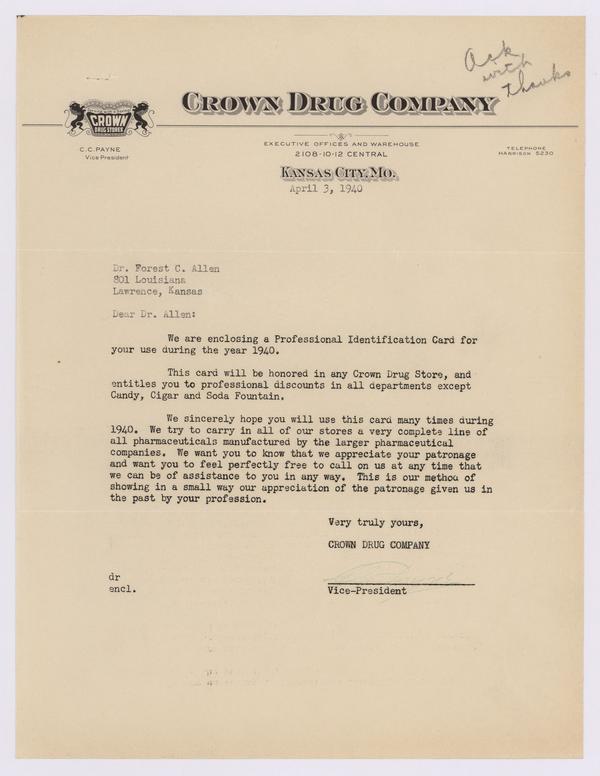 Ack
with
thanks
CROWN
DRUG STORES
CROWN DRUG COMPANY
C.C. PAYNE
Vice President
EXECUTIVE OFFICES AND WAREHOUSE
2108-10-12 CENTRAL
TELEPHONE
HARRISON 5230
KANSAS CITY, MO.
April 3, 1940
Dr. Forest C. Allen
801 Louisiana
Lawrence, Kansas
Dear Dr. Allen:
We are enclosing a Professional Identification Card for
your use during the year 1940.
This card will be honored in any Crown Drug Store, and
entitles you to professional discounts in all departments except
Candy, Cigar and Soda Fountain.
We sincerely hope you will use this card many times during
1940. We try to carry in all of our stores a very complete line of
all pharmaceuticals manufactured by the larger pharmaceutical
companies. We want you to know that we appreciate your patronage
and want you to feel perfectly free to call on us at any time that
we can be of assistance to you in any way. This is our method of
showing in a small way our appreciation of the patronage given us in
the past by your profession.
Very truly yours,
CROWN DRUG COMPANY
dr
encl.
Vice-President